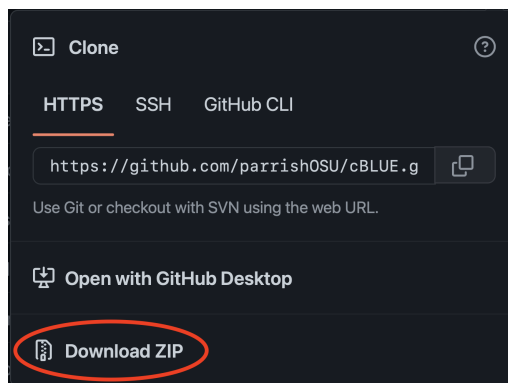 Clone
HTTPS SSH GitHub CLI
https://github.com/parrishOSU/cBLUE.g
Use Git or checkout with SVN using the web URL.
Open with GitHub Desktop
Download ZIP